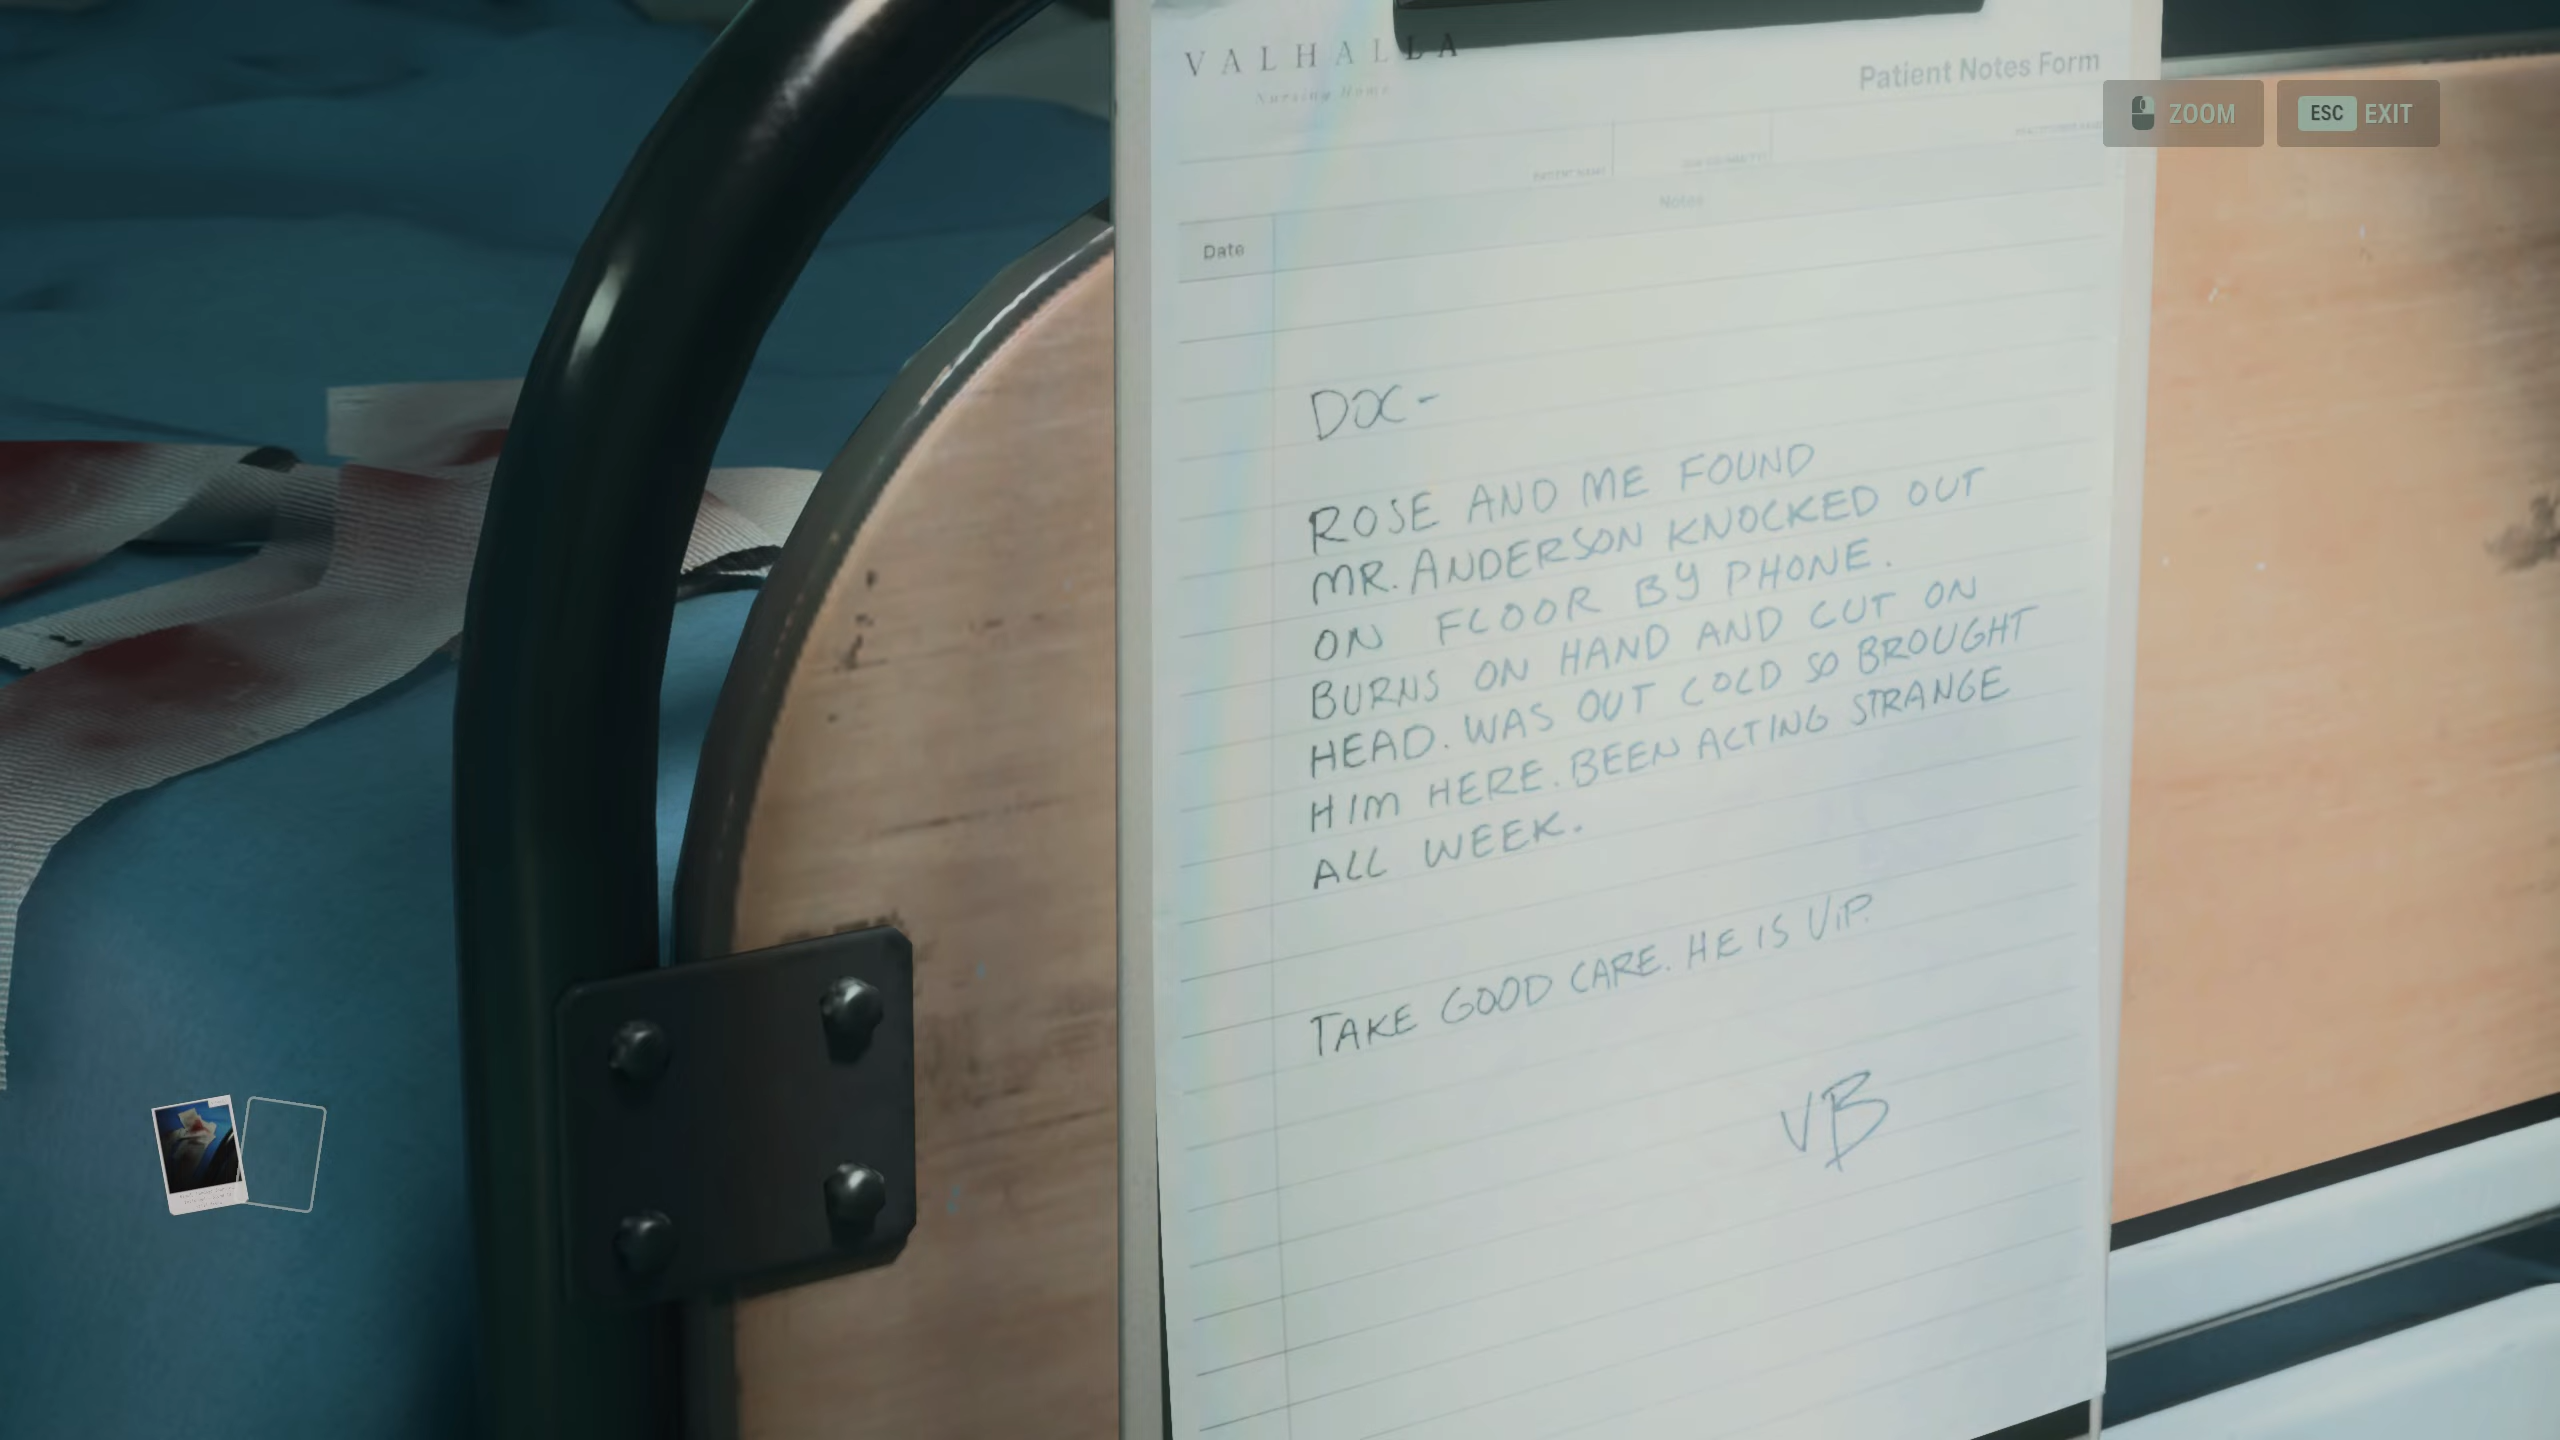 VALHALLA
Nursing Home
Patient Notes Form
ZOOM
ESC EXIT
PATIENT NAME
Notes
Date
DOC-
ROSE AND ME FOUND
MR. ANDERSON KNOCKED OUT
ON FLOOR BY PHONE.
BURNS ON HAND AND CUT ON
HEAD. WAS OUT COLD SO BROUGHT
HIM HERE. BEEN ACTING STRANGE
ALL WEEK.
TAKE GOOD CARE. HE IS ViP.
VB